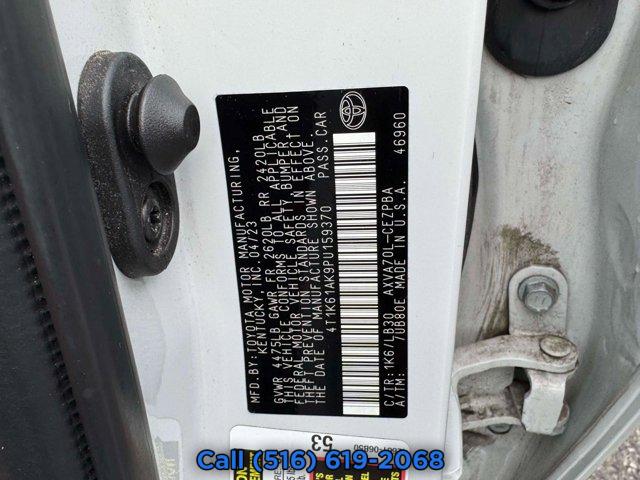 MFD.BY: TOYOTA MOTOR MANUFACTURING,
KENTUCKY, INC. 04/23
GVWR 4475LB GAWR FR 2620LB RR 2420LB
THIS VEHICLE CONFORMS TO ALL APPLICABLE
FEDERAL MOTOR VEHICLE SAFETY, BUMPER AND
THEFT PREVENTION STANDARDS IN EFFECT ON
THE DATE OF MANUFACTURE SHOWN ABOVE.
4T1K61AK9PU159370 PASS.CAR
C/TR: 1K6/LB30 AXVA70L-CEZPBA
A/TM: 7UB80E MADE IN U.S.A. 46960
53
Call (516) 619-2068